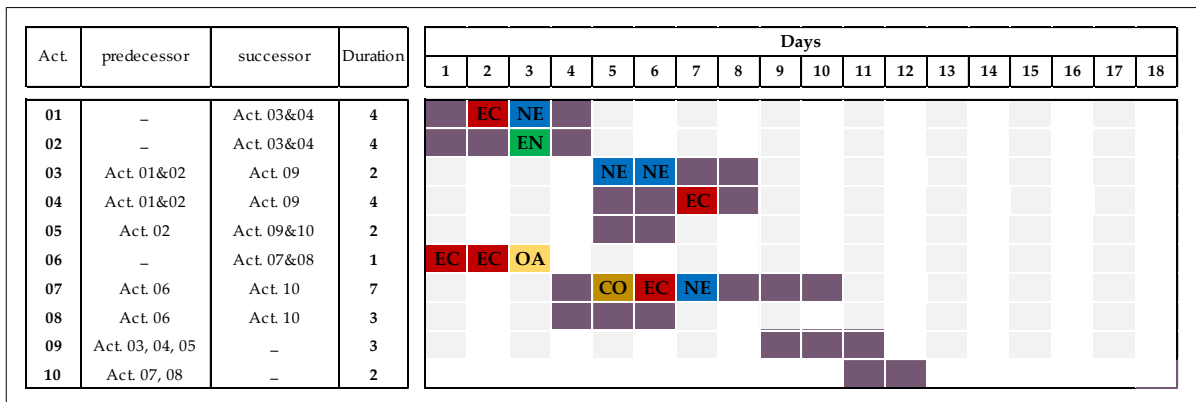 Act. predecessor successor Duration Days
1 2 3 4 5 6 7 8 9 10 11 12 13 14 15 16 17 18
01 – Act. 03&04 4 EC NE
02 – Act. 03&04 4 EN
03 Act. 01&02 Act. 09 2 NE NE
04 Act. 01&02 Act. 09 4 EC
05 Act. 02 Act. 09&10 2
06 – Act. 07&08 1 EC EC OA
07 Act. 06 Act. 10 7 CO EC NE
08 Act. 06 Act. 10 3
09 Act. 03, 04, 05 – 3
10 Act. 07, 08 – 2